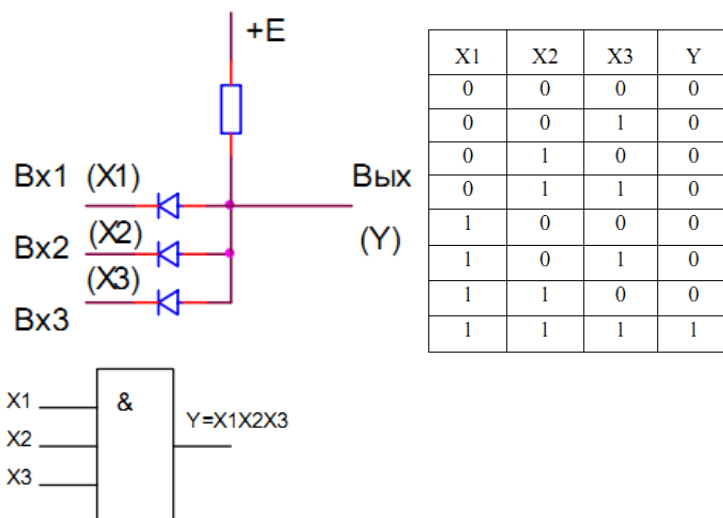 +E
Вх1 (X1)
Вых
(X2)
(Y)
Вх2
(X3)
Вх3
X1 X2 X3 Y
0 0 0 0
0 0 1 0
0 1 0 0
0 1 1 0
1 0 0 0
1 0 1 0
1 1 0 0
1 1 1 1
&
X1
Y=X1X2X3
X2
X3